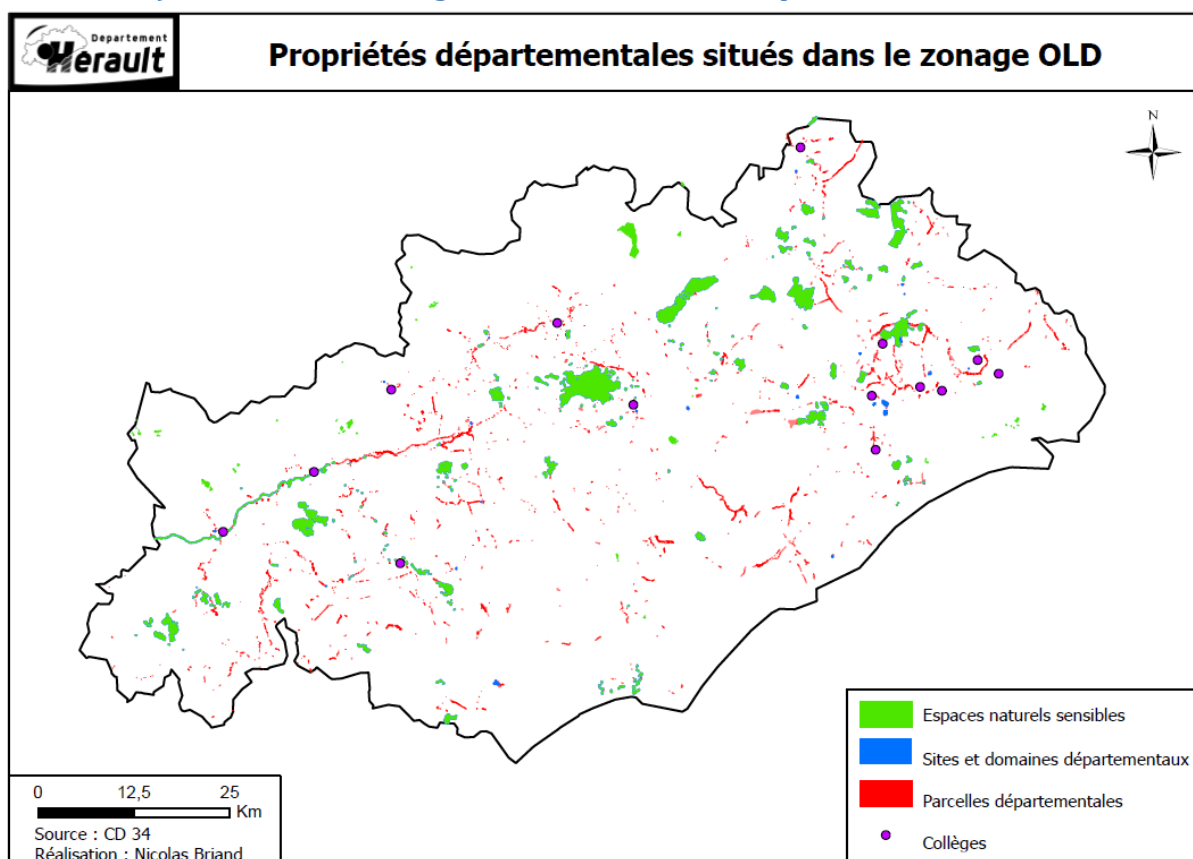 Departement
Hérault
Propriétés départementales situés dans le zonage OLD
N
Espaces naturels sensibles
Sites et domaines départementaux
Parcelles départementales
Collèges
0 12,5 25
Km
Source : CD 34
Réalisation : Nicolas Briand